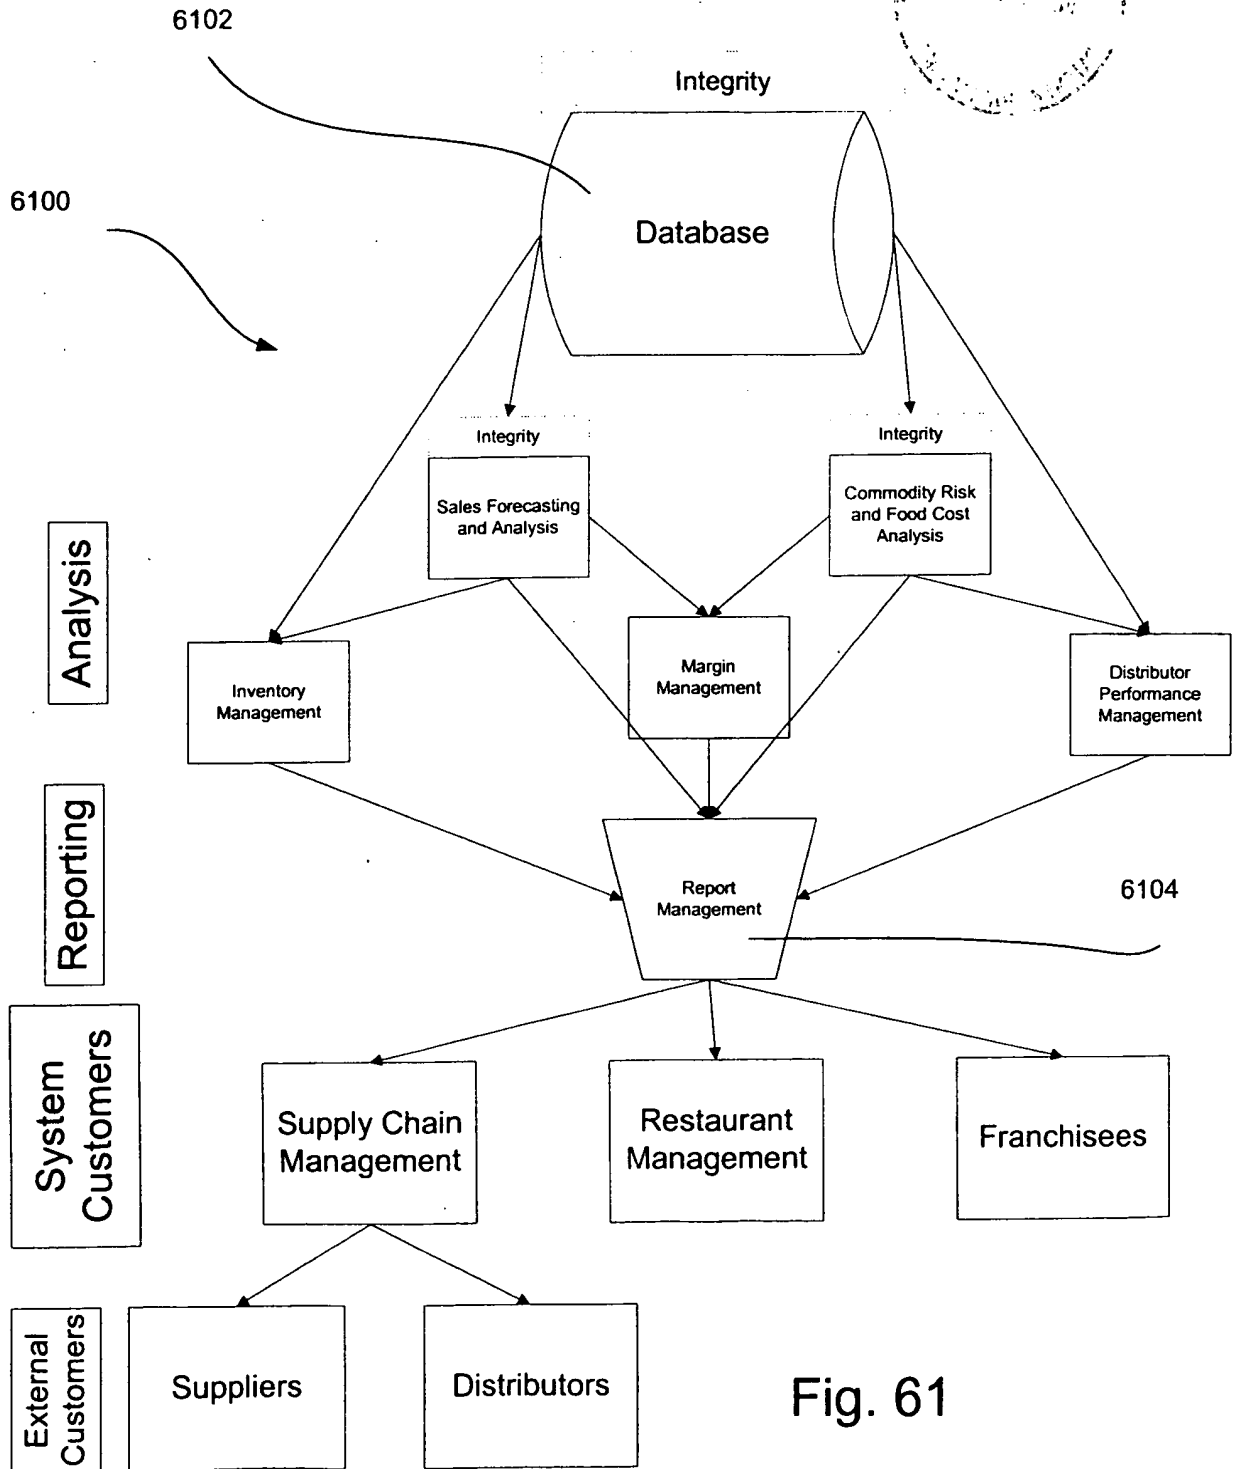 6102
Integrity
6100
Database
Integrity
Integrity
Sales Forecasting
and Analysis
Commodity Risk
and Food Cost
Analysis
Analysis
Inventory
Management
Margin
Management
Distributor
Performance
Management
Reporting
Report
Management
6104
System
Customers
Supply Chain
Management
Restaurant
Management
Franchisees
External
Customers
Suppliers
Distributors
Fig. 61